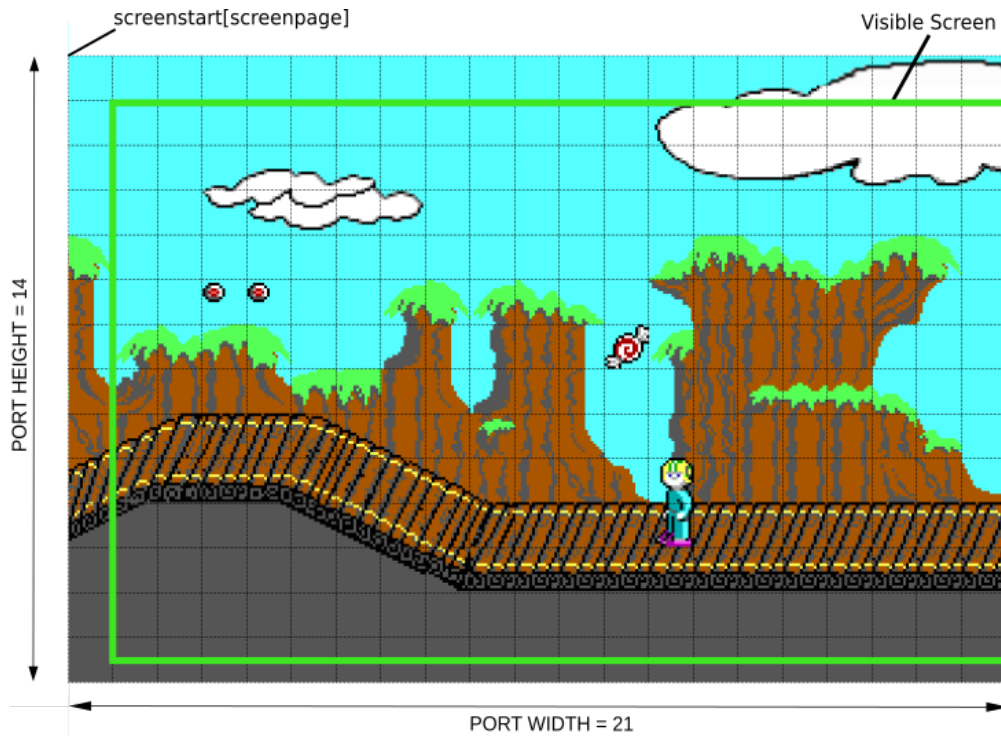 screenstart[screenpage]
Visible Screen
PORT HEIGHT = 14
PORT WIDTH = 21